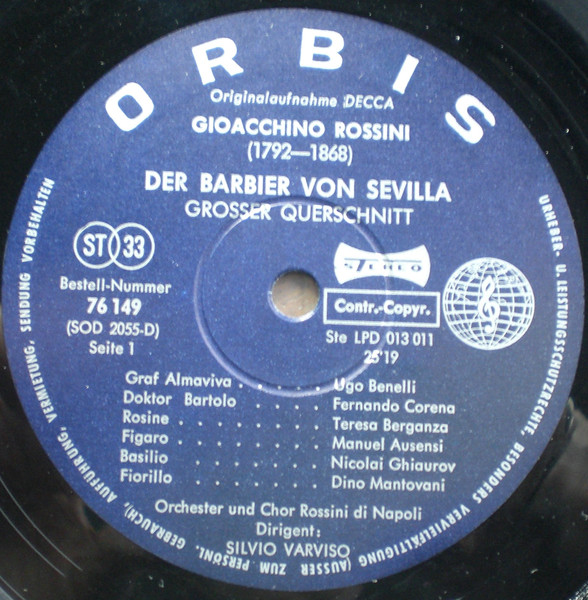 ORBIS
Originalaufnahme DECCA
GIOACCHINO ROSSINI
(1792—1868)
DER BARBIER VON SEVILLA
GROSSER QUERSCHNITT
ST 33
STEREO
Bestell-Nummer
76 149
(SOD 2055-D)
Seite 1
Contr.-Copyr.
Ste LPD 013 011
25'19
Graf Almaviva . . . . . Ugo Benelli
Doktor Bartolo . . . . Fernando Corena
Rosine . . . . . . . . Teresa Berganza
Figaro . . . . . . . . Manuel Ausensi
Basilio . . . . . . . Nicolai Ghiaurov
Fiorillo . . . . . . . Dino Mantovani
Orchester und Chor Rossini di Napoli
Dirigent:
SILVIO VARVISO
URHEBER- U. LEISTUNGSSCHUTZRECHTE, BESONDERS VERVIELFÄLTIGUNG (AUSSER ZUM PERSÖNL. GEBRAUCH), AUFFÜHRUNG, VERMIETUNG, SENDUNG VORBEHALTEN